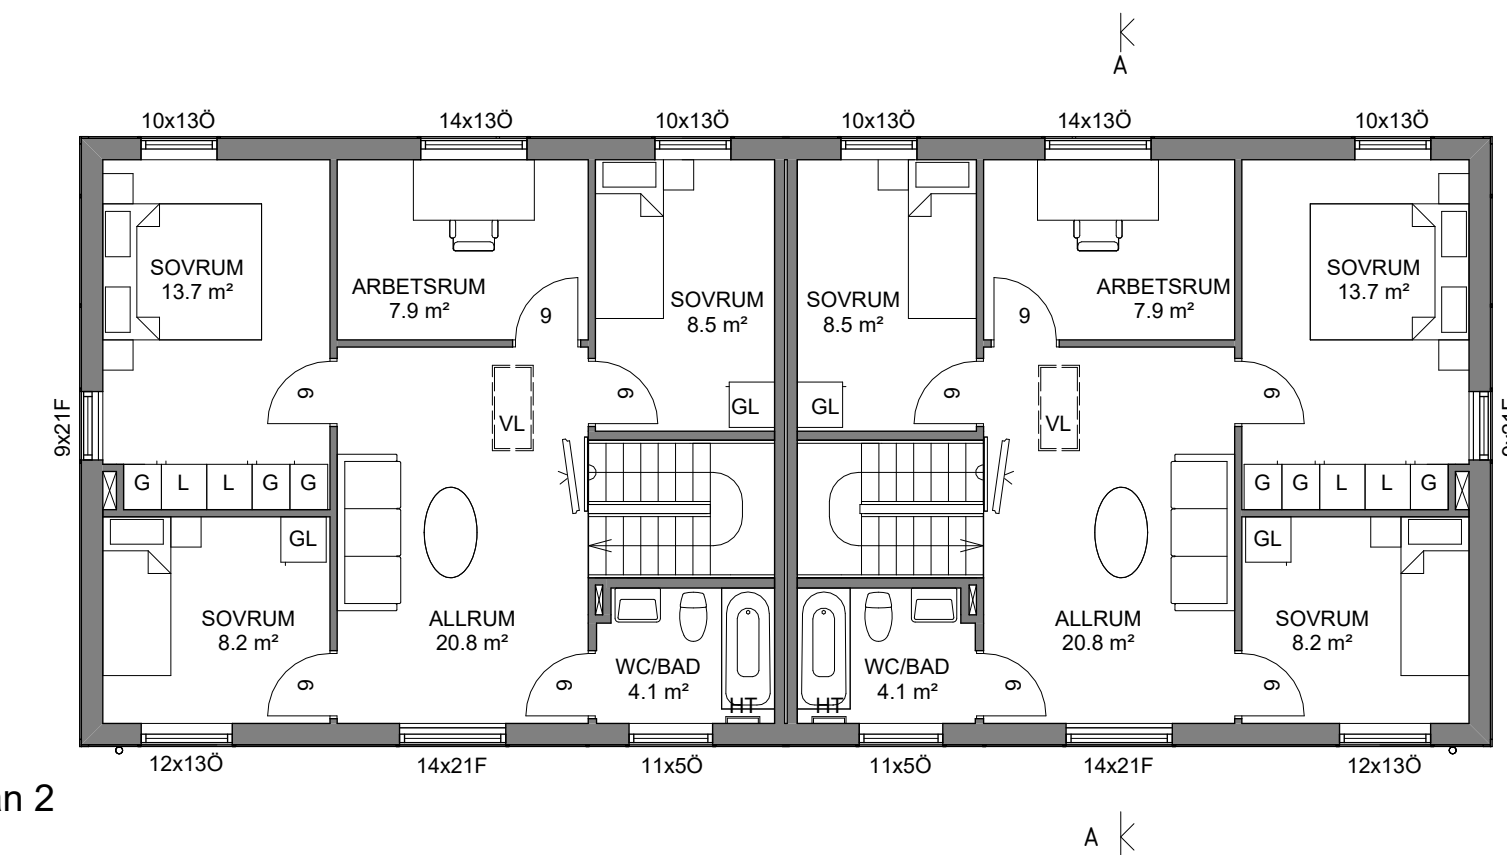 A
10x13Ö 14x13Ö 10x13Ö 10x13Ö 14x13Ö 10x13Ö
SOVRUM
13.7 m²
ARBETSRUM
7.9 m²
9
SOVRUM
8.5 m²
SOVRUM
8.5 m²
9
ARBETSRUM
7.9 m²
SOVRUM
13.7 m²
9x21F
9
VL
9
GL
GL
9
VL
9
9x21F
G L L G G
G G L L G
GL
GL
SOVRUM
8.2 m²
ALLRUM
20.8 m²
WC/BAD
4.1 m²
HT
WC/BAD
4.1 m²
HT
ALLRUM
20.8 m²
SOVRUM
8.2 m²
9
9
9
9
12x13Ö 14x21F 11x5Ö 11x5Ö 14x21F 12x13Ö
an 2
A